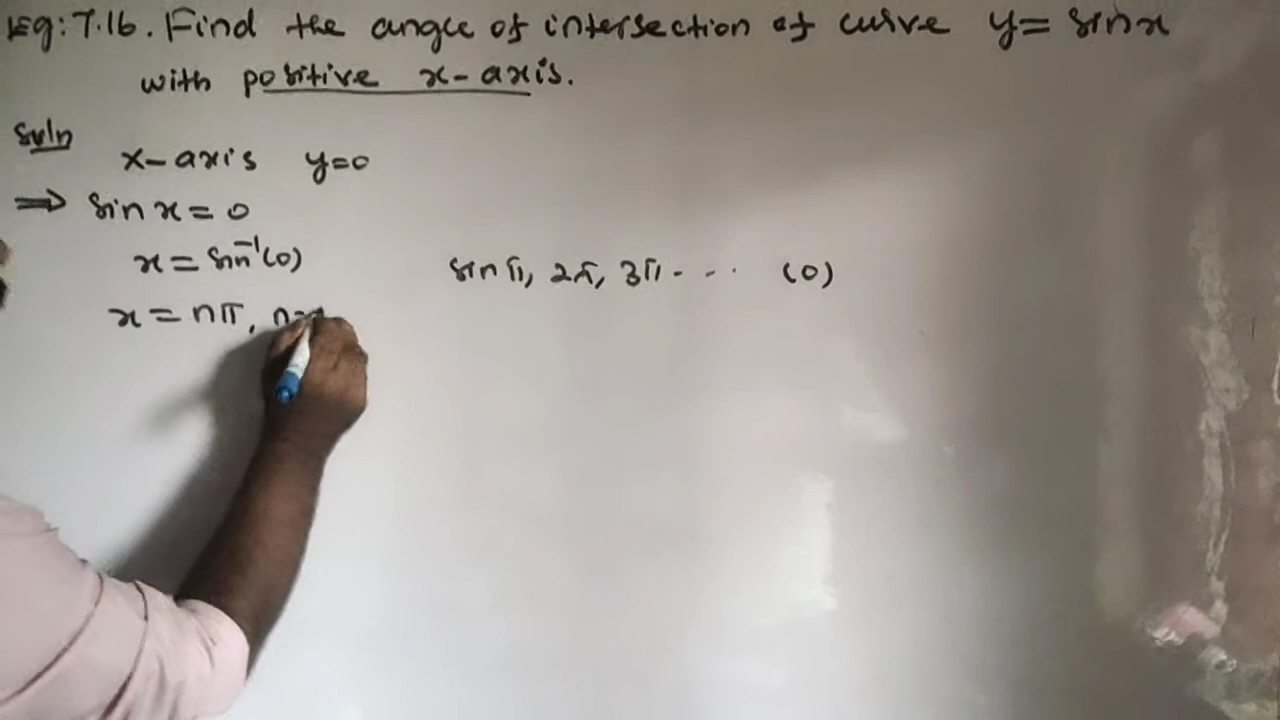 Eg: 7.16. Find the angle of intersection of curve y = sin x
with positive x-axis.
Soln
x-axis y=0
⇒ sin x = 0
x = sin⁻¹(0)
sin π, 2π, 3π - - - (0)
x = nπ, n=